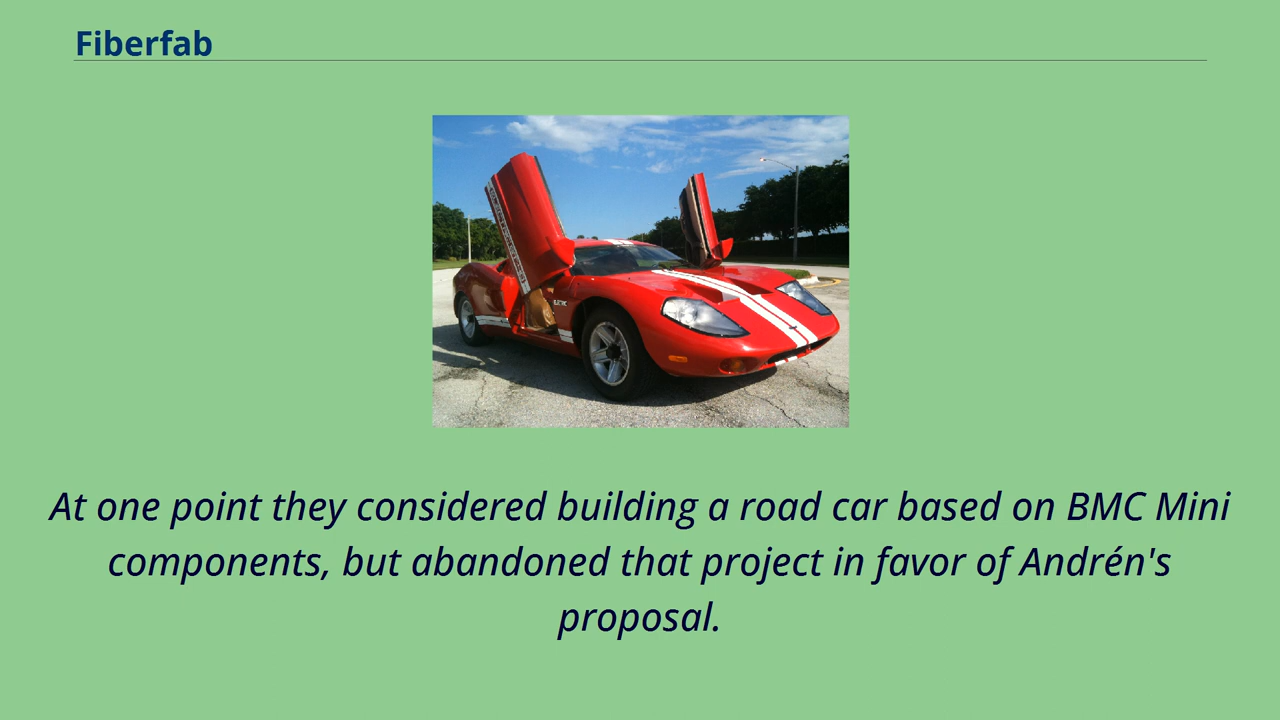 Fiberfab
At one point they considered building a road car based on BMC Mini
components, but abandoned that project in favor of Andrén's
proposal.